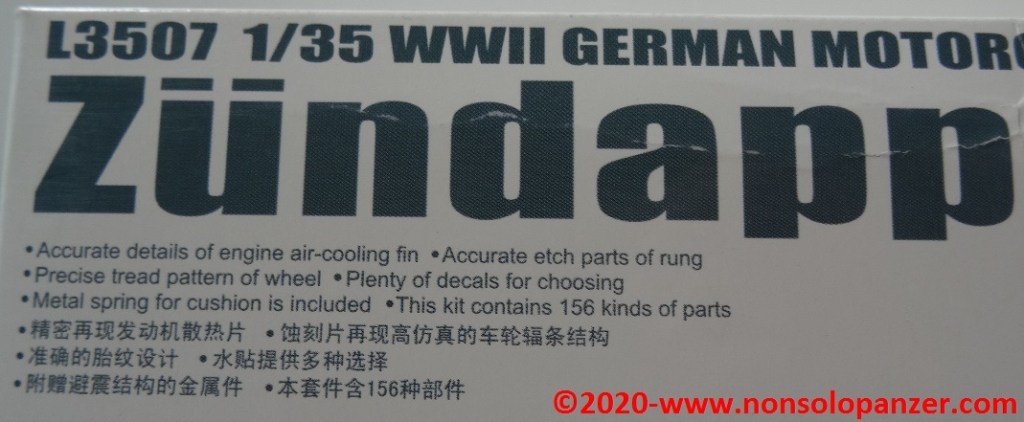 L3507 1/35 WWII GERMAN MOTORC
Zündapp
•Accurate details of engine air-cooling fin •Accurate etch parts of rung
•Precise tread pattern of wheel •Plenty of decals for choosing
•Metal spring for cushion is included •This kit contains 156 kinds of parts
•精密再现发动机散热片 •蚀刻片再现高仿真的车轮辐条结构
•准确的胎纹设计 •水贴提供多种选择
•附赠避震结构的金属件 •本套件含156种部件
©2020-www.nonsolopanzer.com